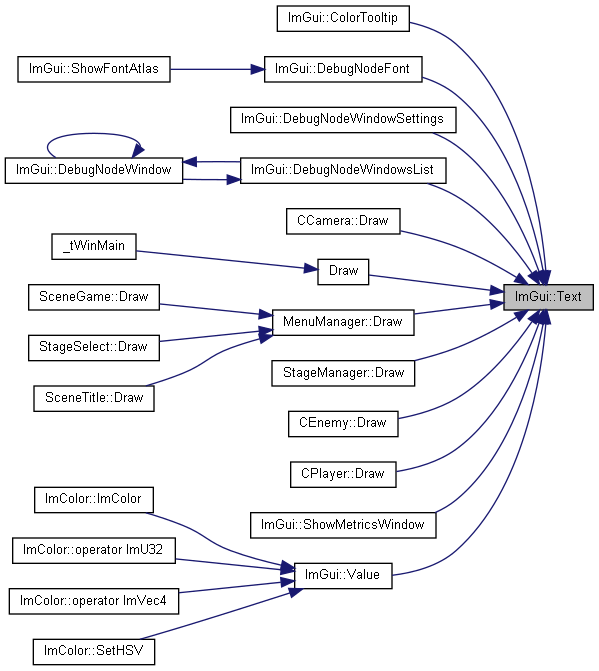 ImGui::ColorTooltip
ImGui::ShowFontAtlas
ImGui::DebugNodeFont
ImGui::DebugNodeWindowSettings
ImGui::DebugNodeWindow
ImGui::DebugNodeWindowsList
CCamera::Draw
_tWinMain
Draw
SceneGame::Draw
ImGui::Text
MenuManager::Draw
StageSelect::Draw
StageManager::Draw
SceneTitle::Draw
CEnemy::Draw
CPlayer::Draw
ImColor::ImColor
ImGui::ShowMetricsWindow
ImColor::operator ImU32
ImGui::Value
ImColor::operator ImVec4
ImColor::SetHSV